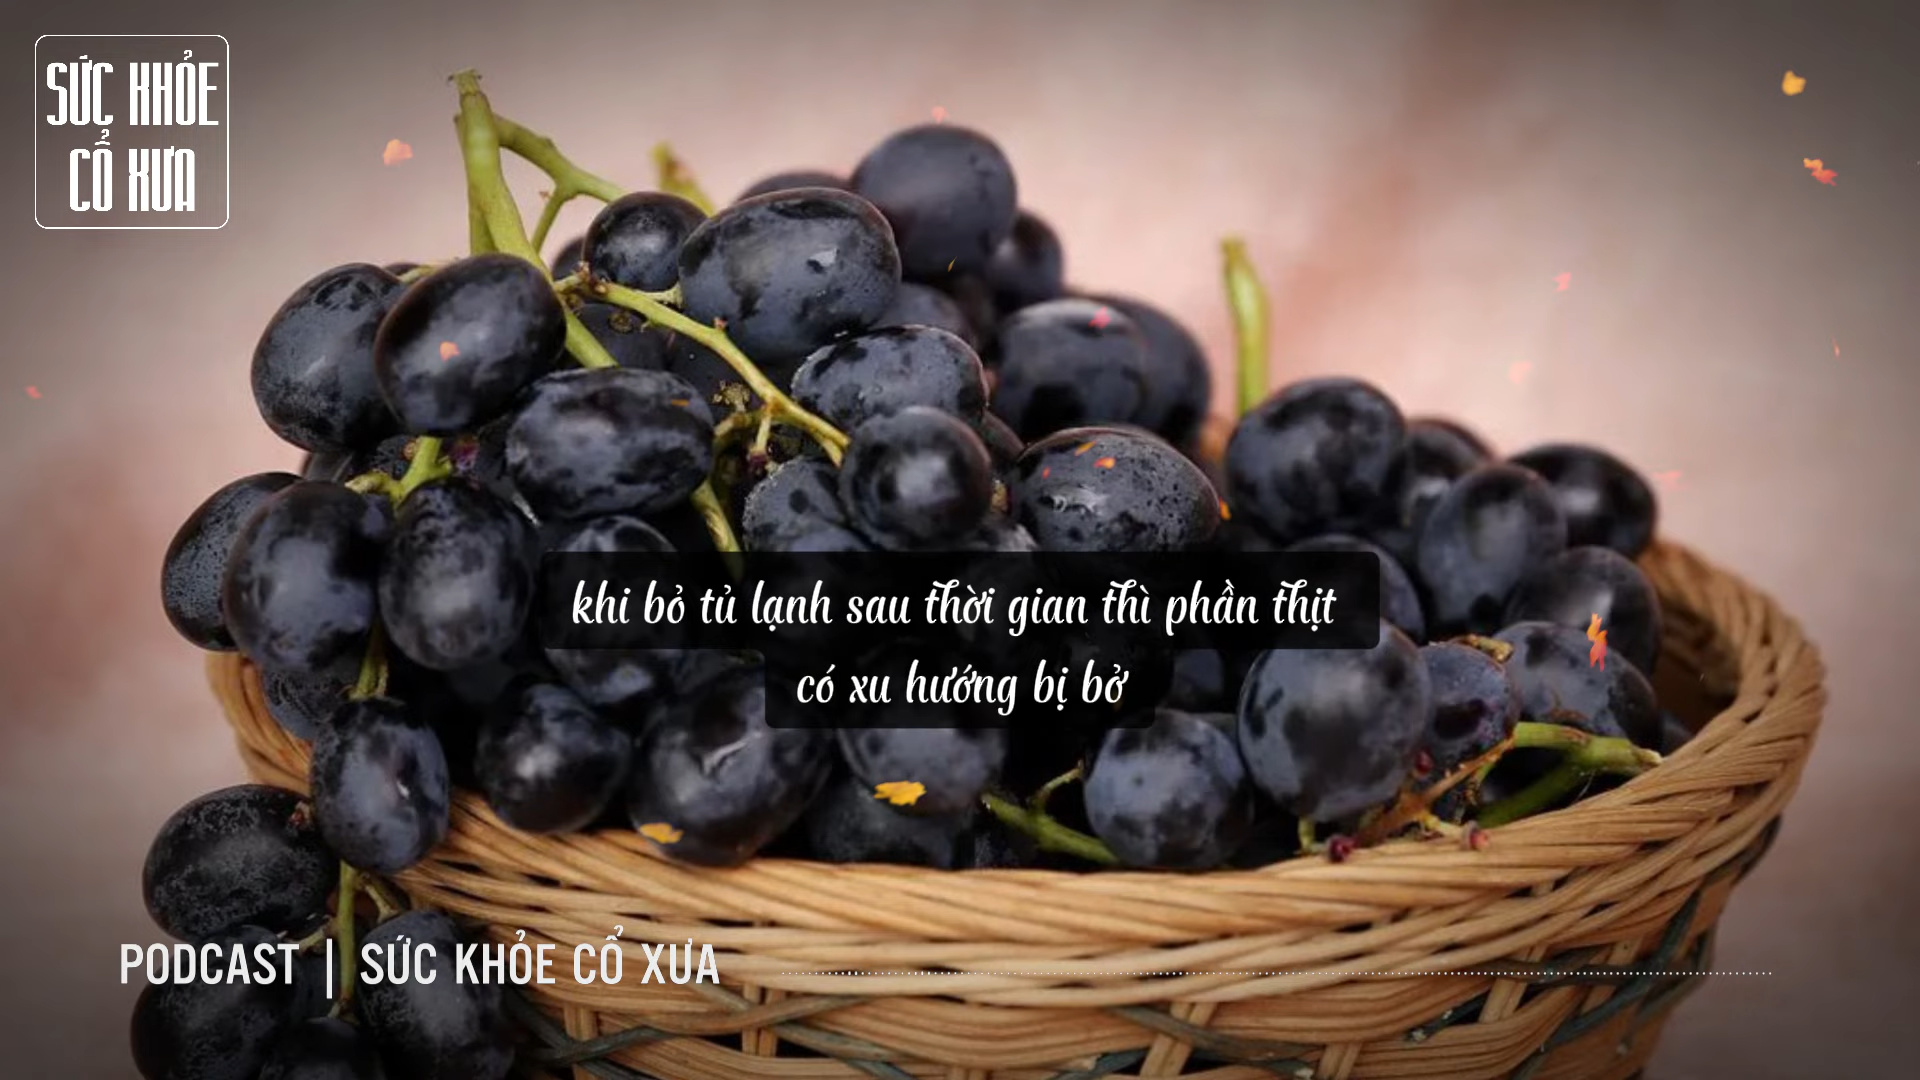 SỨC KHỎE
CỔ XƯA
khi bỏ tủ lạnh sau thời gian thì phần thịt
có xu hướng bị bở
PODCAST | SỨC KHỎE CỔ XƯA